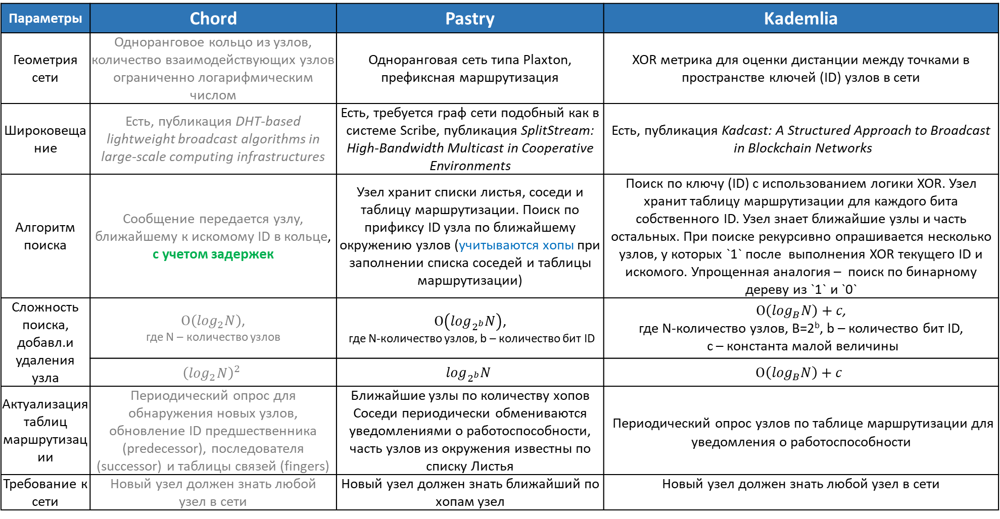 Параметры
Chord
Pastry
Kademlia
Геометрия
сети
Одноранговое кольцо из узлов,
количество взаимодействующих узлов
ограниченно логарифмическим
числом
Одноранговая сеть типа Plaxton,
префиксная маршрутизация
XOR метрика для оценки дистанции между точками в
пространстве ключей (ID) узлов в сети
Широковеща
ние
Есть, публикация DHT-based
lightweight broadcast algorithms in
large-scale computing infrastructures
Есть, требуется граф сети подобный как в
системе Scribe, публикация SplitStream:
High-Bandwidth Multicast in Cooperative
Environments
Есть, публикация Kadcast: A Structured Approach to Broadcast
in Blockchain Networks
Алгоритм
поиска
Сообщение передается узлу,
ближайшему к искомому ID в кольце,
с учетом задержек
Узел хранит списки листья, соседи и
таблицу маршрутизации. Поиск по
прификсу ID узла по ближайшему
окружению узлов (учитываются хопы при
заполнении списка соседей и таблицы
маршрутизации)
Поиск по ключу (ID) с использованием логики XOR. Узел
хранит таблицу маршрутизации для каждого бита
собственного ID. Узел знает ближайшие узлы и часть
остальных. При поиске рекурсивно опрашивается несколько
узлов, у которых `1` после выполнения XOR текущего ID и
искомого. Упрощенная аналогия – поиск по бинарному
дереву из `1` и `0`
Сложность
поиска,
добавл.и
удаления
узла
O(log₂N),
где N – количество узлов
O(log_{2^b}N),
где N-количество узлов, b – количество бит ID
O(log_B N) + c,
где N-количество узлов, B=2ᵇ, b – количество бит ID,
c – константа малой величины
(log₂N)²
log_{2^b}N
O(log_B N) + c
Актуализация
таблиц
маршрутизац
ии
Периодический опрос для
обнаружения новых узлов,
обновление ID предшественника
(predecessor), последователя
(successor) и таблицы связей (fingers)
Ближайшие узлы по количеству хопов
Соседи периодически обмениваются
уведомлениями о работоспособности,
часть узлов из окружения известны по
списку Листья
Периодический опрос узлов по таблице маршрутизации для
уведомления о работоспособности
Требование к
сети
Новый узел должен знать любой
узел в сети
Новый узел должен знать ближайший по
хопам узел
Новый узел должен знать любой узел в сети